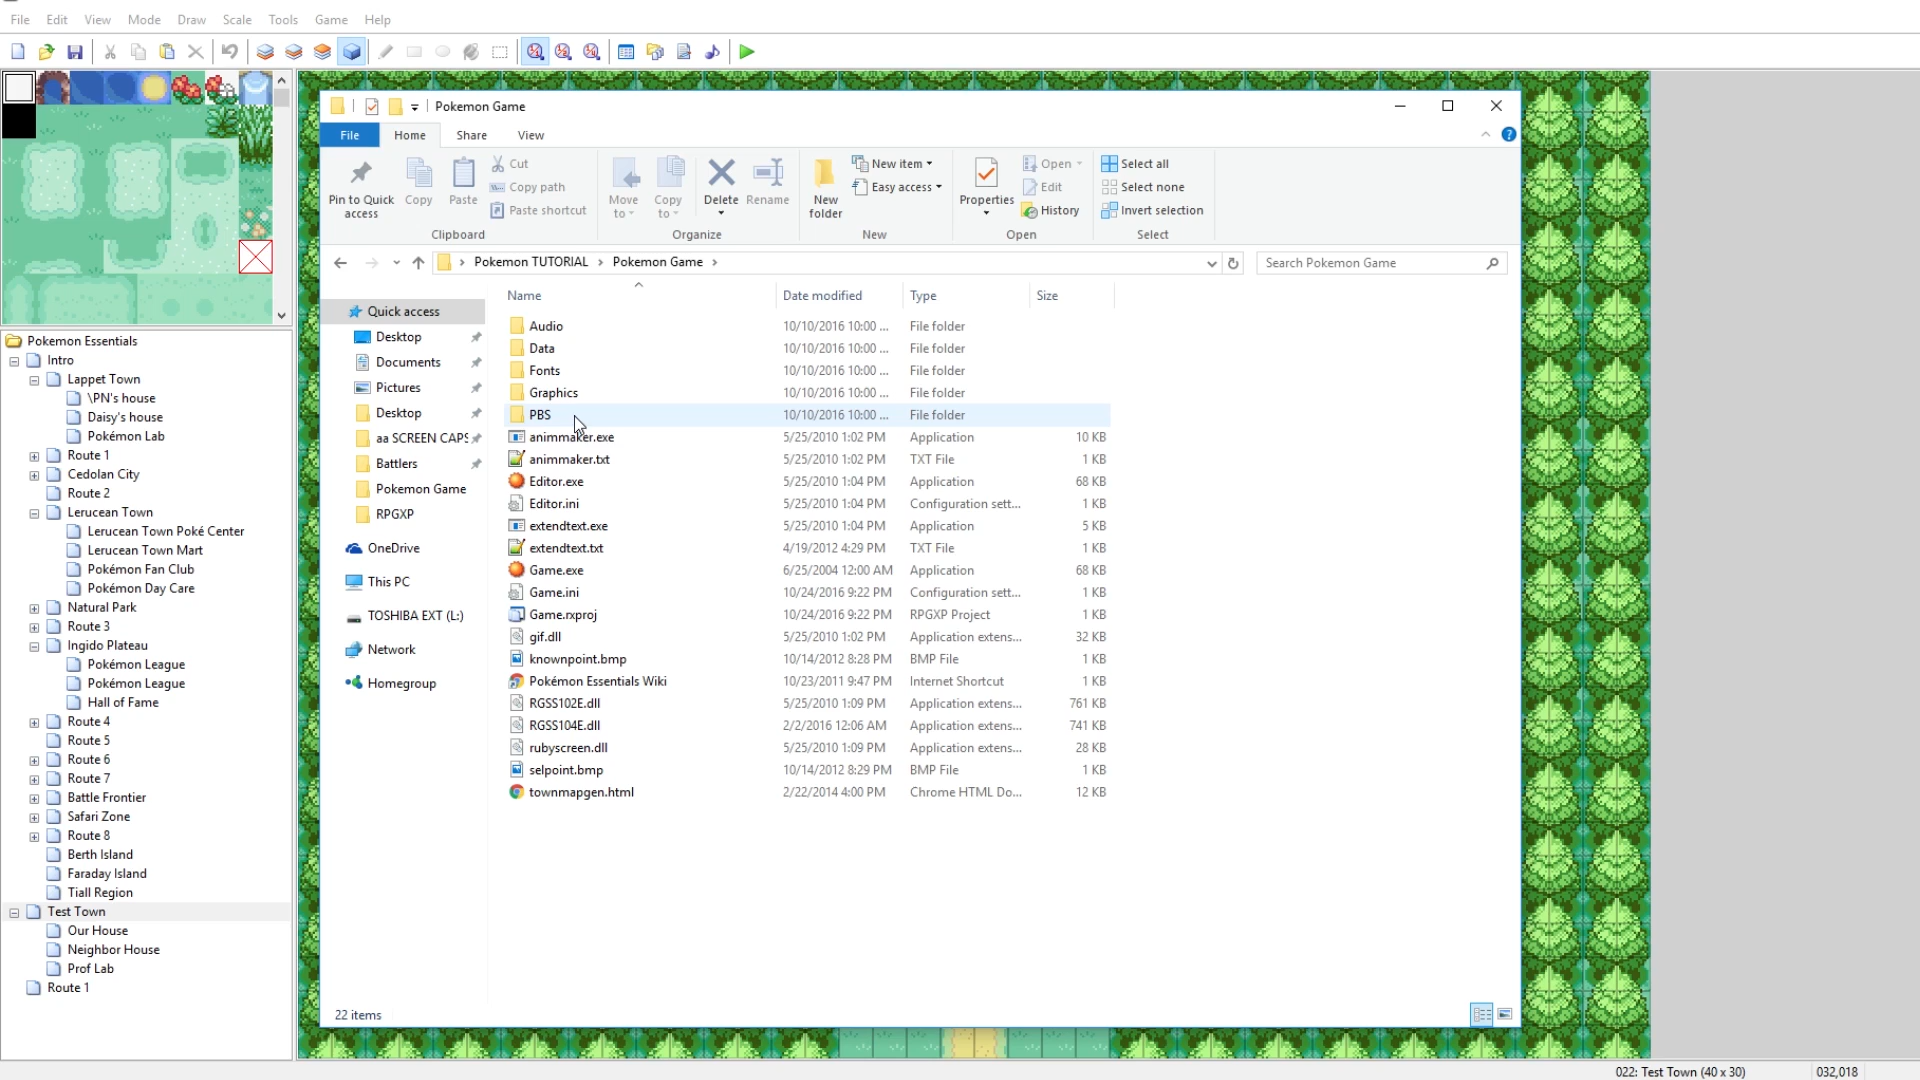 File Edit View Mode Draw Scale Tools Game Help
Pokemon Game
File Home Share View
Pin to Quick access
Copy
Paste
Cut
Copy path
Paste shortcut
Clipboard
Move to
Copy to
Delete
Rename
Organize
New folder
New item
Easy access
New
Properties
Open
Edit
History
Open
Select all
Select none
Invert selection
Select
Pokemon TUTORIAL > Pokemon Game >
Search Pokemon Game
Quick access
Desktop
Documents
Pictures
Desktop
aa SCREEN CAPS
Battlers
Pokemon Game
RPGXP
OneDrive
This PC
TOSHIBA EXT (L:)
Network
Homegroup
Name Date modified Type Size
Audio 10/10/2016 10:00 ... File folder
Data 10/10/2016 10:00 ... File folder
Fonts 10/10/2016 10:00 ... File folder
Graphics 10/10/2016 10:00 ... File folder
PBS 10/10/2016 10:00 ... File folder
animmaker.exe 5/25/2010 1:02 PM Application 10 KB
animmaker.txt 5/25/2010 1:02 PM TXT File 1 KB
Editor.exe 5/25/2010 1:04 PM Application 68 KB
Editor.ini 5/25/2010 1:04 PM Configuration sett... 1 KB
extendtext.exe 5/25/2010 1:04 PM Application 5 KB
extendtext.txt 4/19/2012 4:29 PM TXT File 1 KB
Game.exe 6/25/2004 12:00 AM Application 68 KB
Game.ini 10/24/2016 9:22 PM Configuration sett... 1 KB
Game.rxproj 10/24/2016 9:22 PM RPGXP Project 1 KB
gif.dll 5/25/2010 1:02 PM Application extens... 32 KB
knownpoint.bmp 10/14/2012 8:28 PM BMP File 1 KB
Pokémon Essentials Wiki 10/23/2011 9:47 PM Internet Shortcut 1 KB
RGSS102E.dll 5/25/2010 1:09 PM Application extens... 761 KB
RGSS104E.dll 2/2/2016 12:06 AM Application extens... 741 KB
rubyscreen.dll 5/25/2010 1:09 PM Application extens... 28 KB
selpoint.bmp 10/14/2012 8:29 PM BMP File 1 KB
townmapgen.html 2/22/2014 4:00 PM Chrome HTML Do... 12 KB
22 items
Pokemon Essentials
Intro
Lappet Town
\PN's house
Daisy's house
Pokémon Lab
Route 1
Cedolan City
Route 2
Lerucean Town
Lerucean Town Poké Center
Lerucean Town Mart
Pokémon Fan Club
Pokémon Day Care
Natural Park
Route 3
Ingido Plateau
Pokémon League
Pokémon League
Hall of Fame
Route 4
Route 5
Route 6
Route 7
Battle Frontier
Safari Zone
Route 8
Berth Island
Faraday Island
Tiall Region
Test Town
Our House
Neighbor House
Prof Lab
Route 1
022: Test Town (40 x 30) 032,018